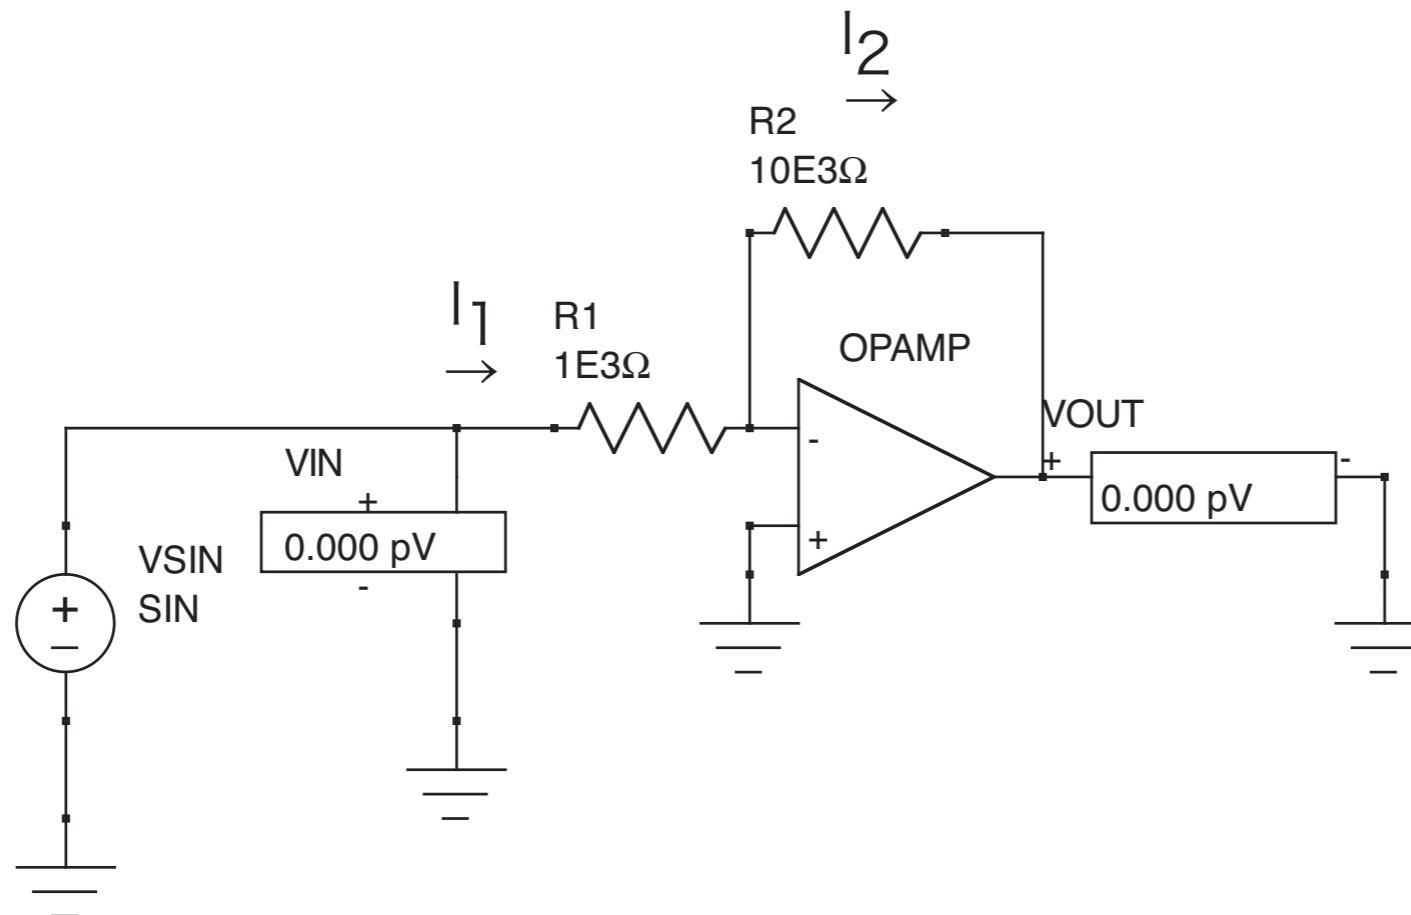 I2
R2
10E3Ω
I1
R1
1E3Ω
OPAMP
VOUT
VIN
+
0.000 pV
-
VSIN
SIN
+
−
-
+
+
0.000 pV
-